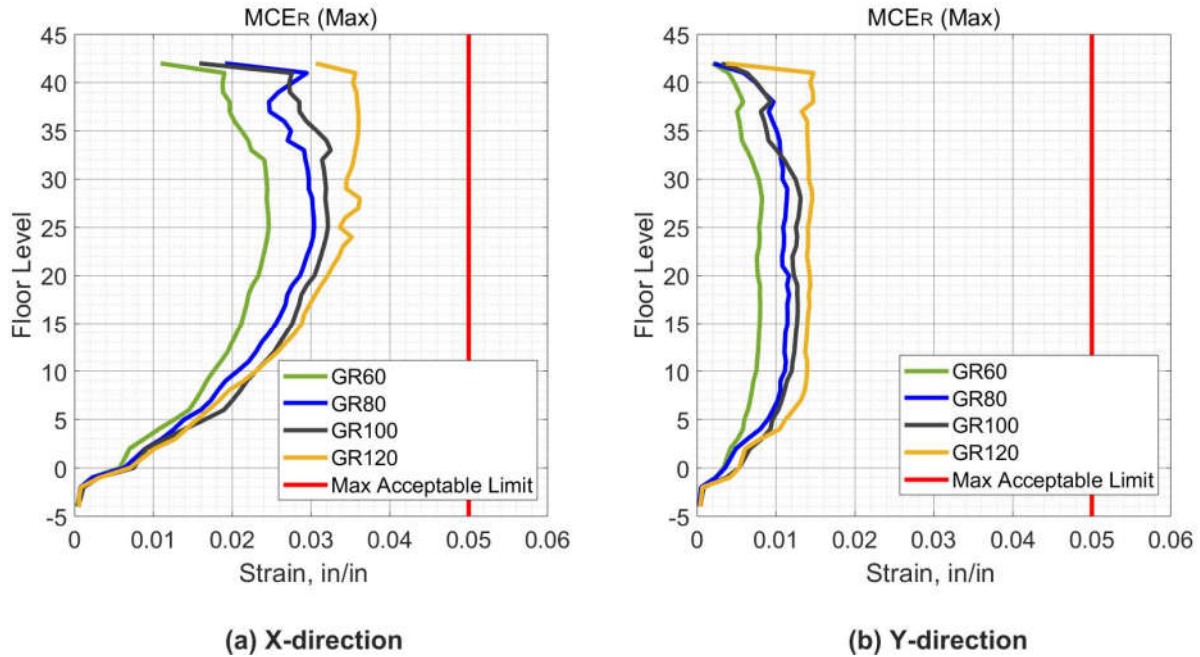 MCER (Max)
45
40
35
30
25
20
15
10
5
0
-5
Floor Level
GR60
GR80
GR100
GR120
Max Acceptable Limit
0 0.01 0.02 0.03 0.04 0.05 0.06
Strain, in/in
(a) X-direction
MCER (Max)
45
40
35
30
25
20
15
10
5
0
-5
Floor Level
GR60
GR80
GR100
GR120
Max Acceptable Limit
0 0.01 0.02 0.03 0.04 0.05 0.06
Strain, in/in
(b) Y-direction